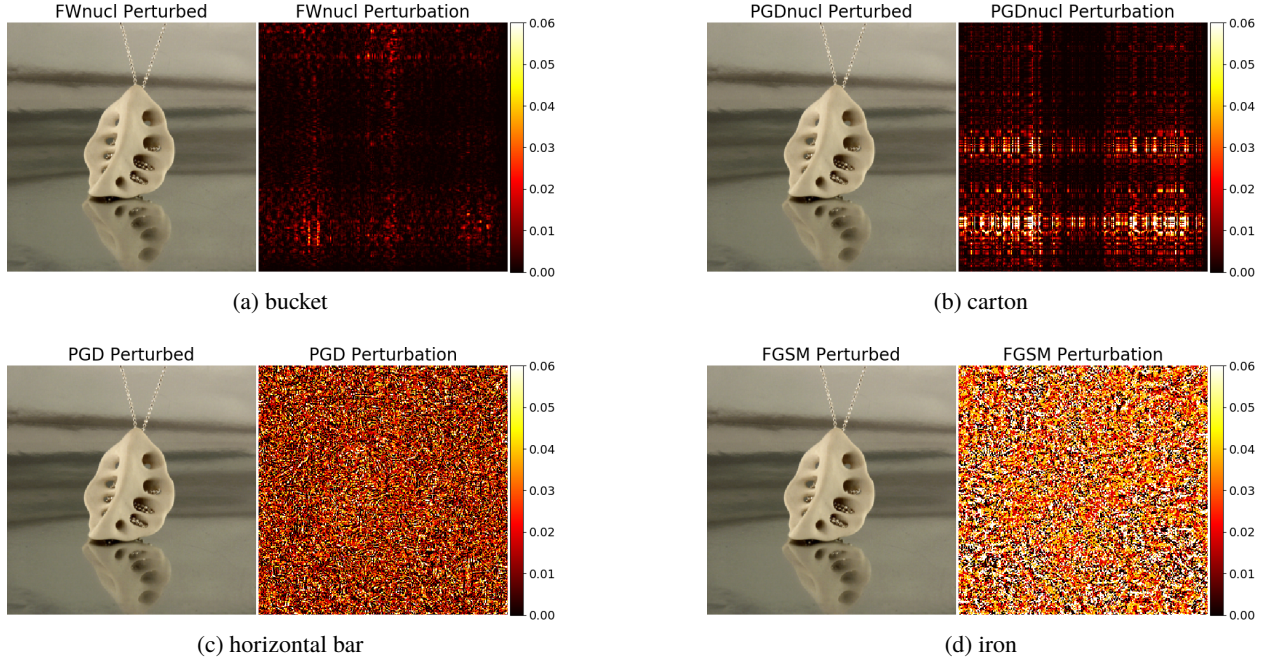 FWnucl Perturbed
FWnucl Perturbation
0.06
0.05
0.04
0.03
0.02
0.01
0.00
(a) bucket
PGDnucl Perturbed
PGDnucl Perturbation
0.06
0.05
0.04
0.03
0.02
0.01
0.00
(b) carton
PGD Perturbed
PGD Perturbation
0.06
0.05
0.04
0.03
0.02
0.01
0.00
(c) horizontal bar
FGSM Perturbed
FGSM Perturbation
0.06
0.05
0.04
0.03
0.02
0.01
0.00
(d) iron